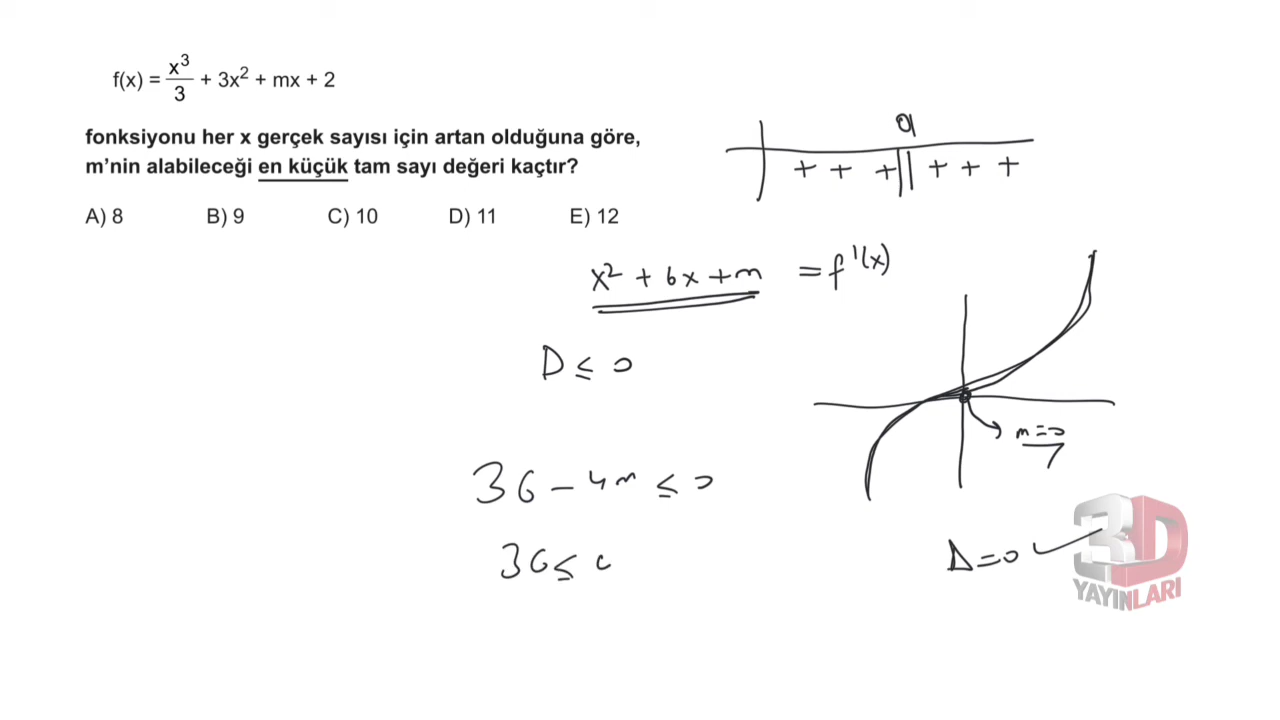 f(x) = x³/3 + 3x² + mx + 2
fonksiyonu her x gerçek sayısı için artan olduğuna göre,
m'nin alabileceği en küçük tam sayı değeri kaçtır?
A) 8 B) 9 C) 10 D) 11 E) 12
+ + + + + +
x² + 6x + m = f'(x)
D ≤ 0
m=0
36 - 4m ≤ 0
36 ≤
Δ=0
3D
YAYINLARI